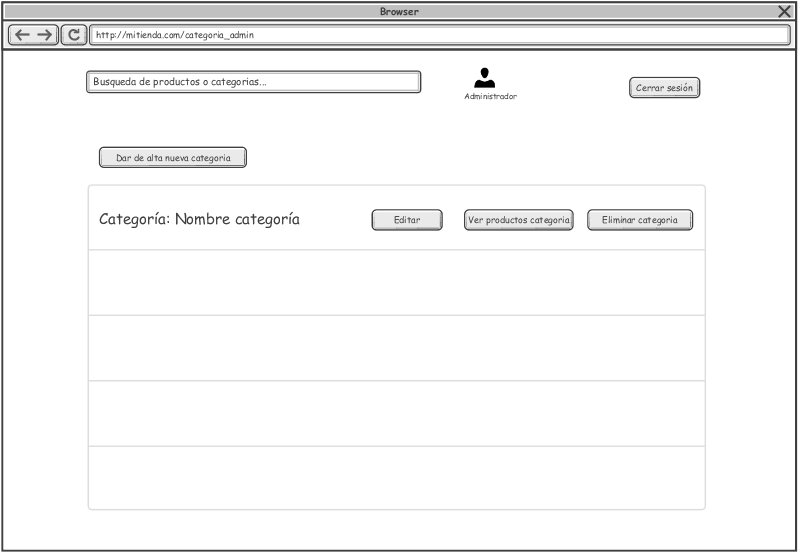 Browser
http://mitienda.com/categoria_admin
Busqueda de productos o categorias...
Administrador
Cerrar sesión
Dar de alta nueva categoria
Categoría: Nombre categoría
Editar
Ver productos categoria
Eliminar categoria